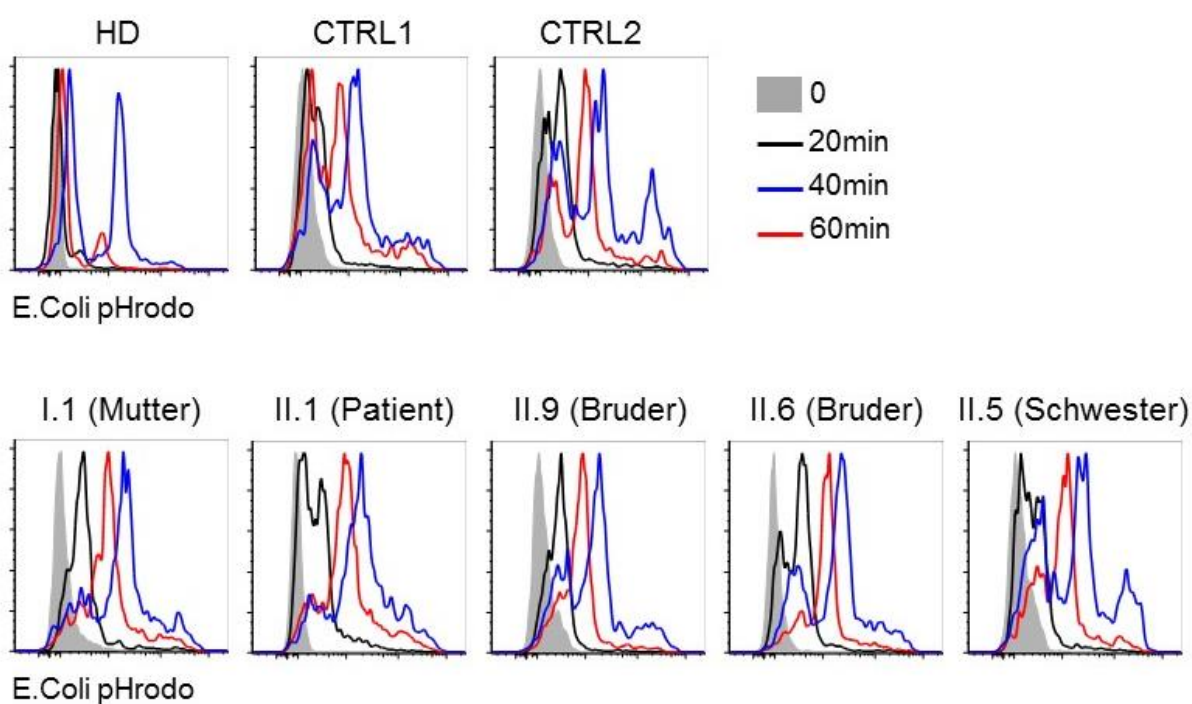 HD CTRL1 CTRL2
0
20min
40min
60min
E.Coli pHrodo
I.1 (Mutter) II.1 (Patient) II.9 (Bruder) II.6 (Bruder) II.5 (Schwester)
E.Coli pHrodo